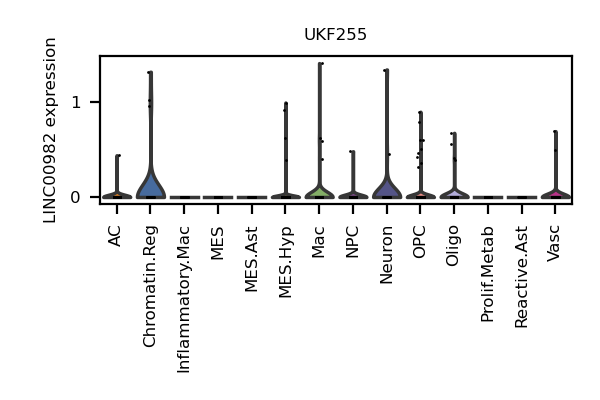 UKF255
LINC00982 expression
1
0
AC
Chromatin.Reg
Inflammatory.Mac
MES
MES.Ast
MES.Hyp
Mac
NPC
Neuron
OPC
Oligo
Prolif.Metab
Reactive.Ast
Vasc